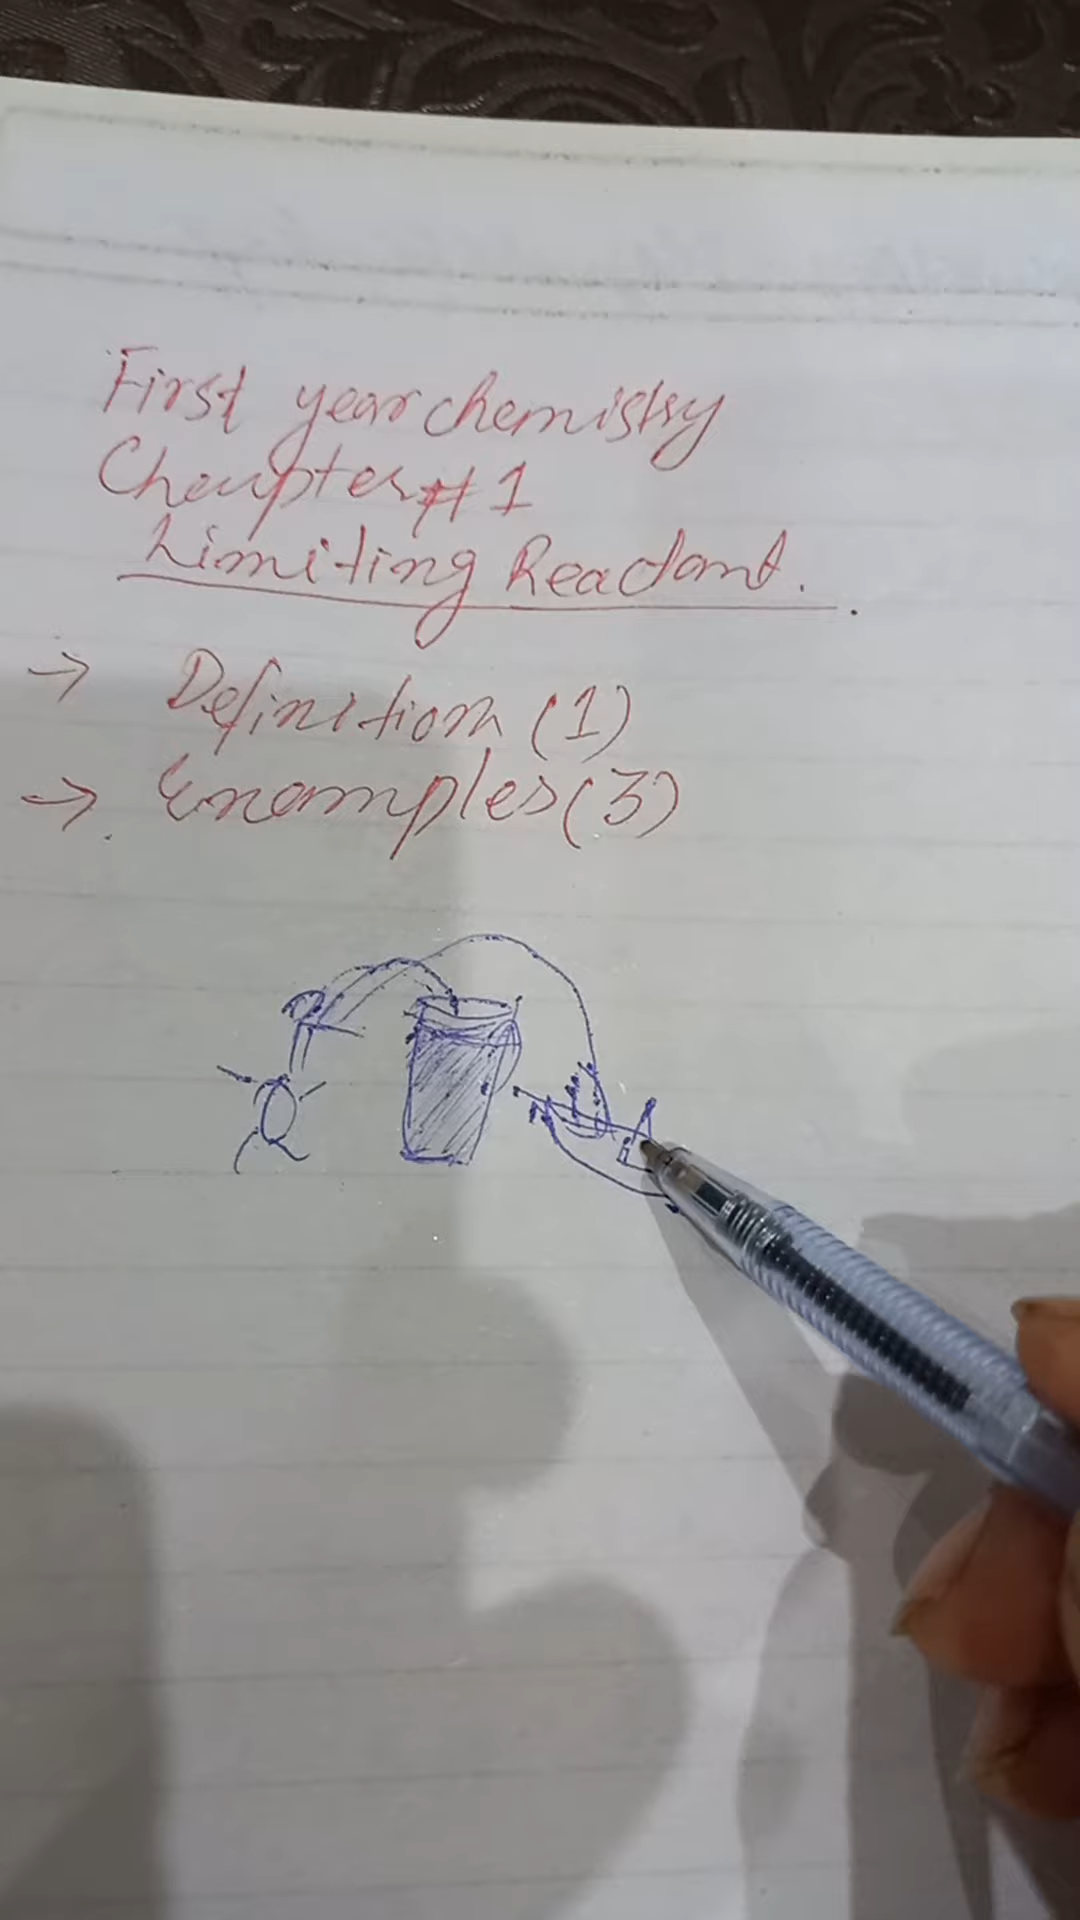 First year chemistry
Chapter # 1
Limiting Reactant.
→ Definition (1)
→ Examples (3)